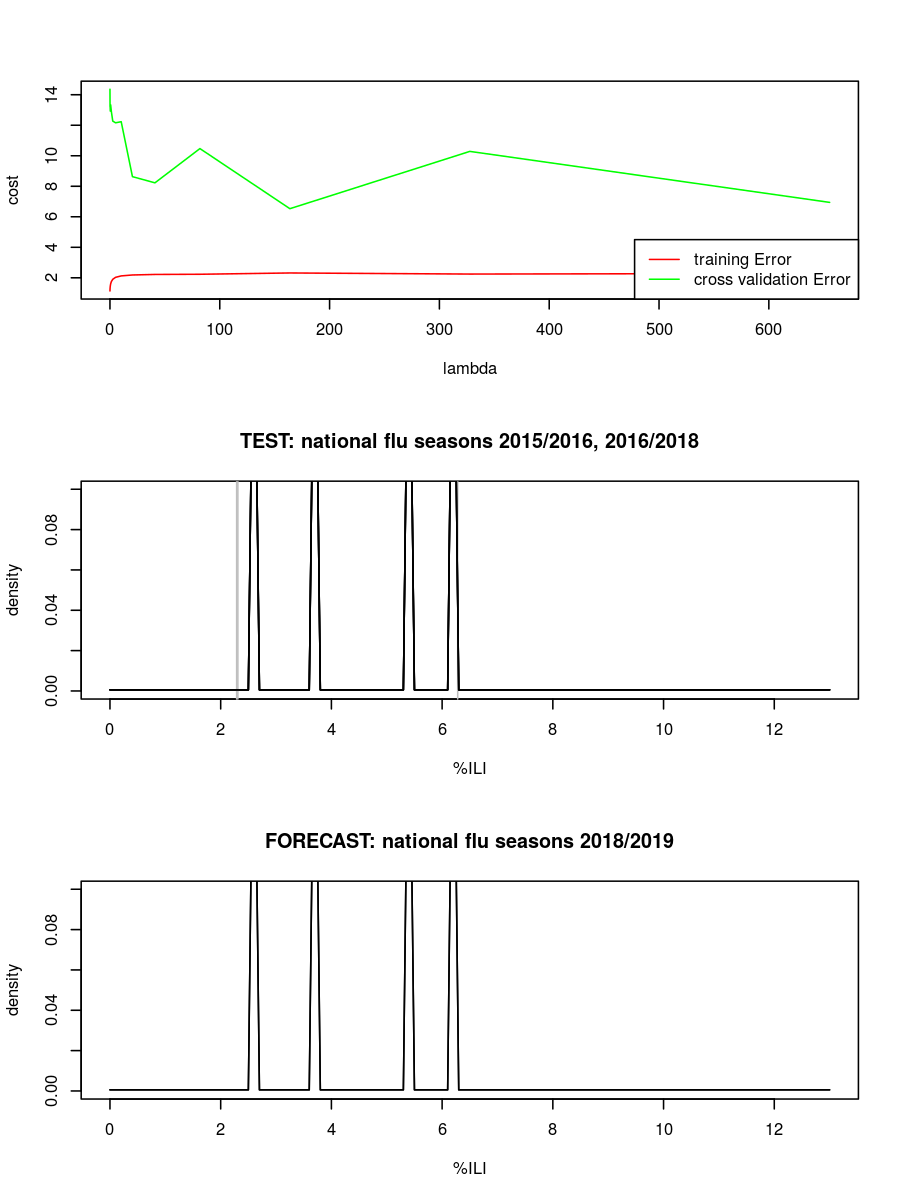 14
10
8
6
4
2
cost
training Error
cross validation Error
0 100 200 300 400 500 600
lambda
TEST: national flu seasons 2015/2016, 2016/2018
0.08
0.04
0.00
density
0 2 4 6 8 10 12
%ILI
FORECAST: national flu seasons 2018/2019
0.08
0.04
0.00
density
0 2 4 6 8 10 12
%ILI